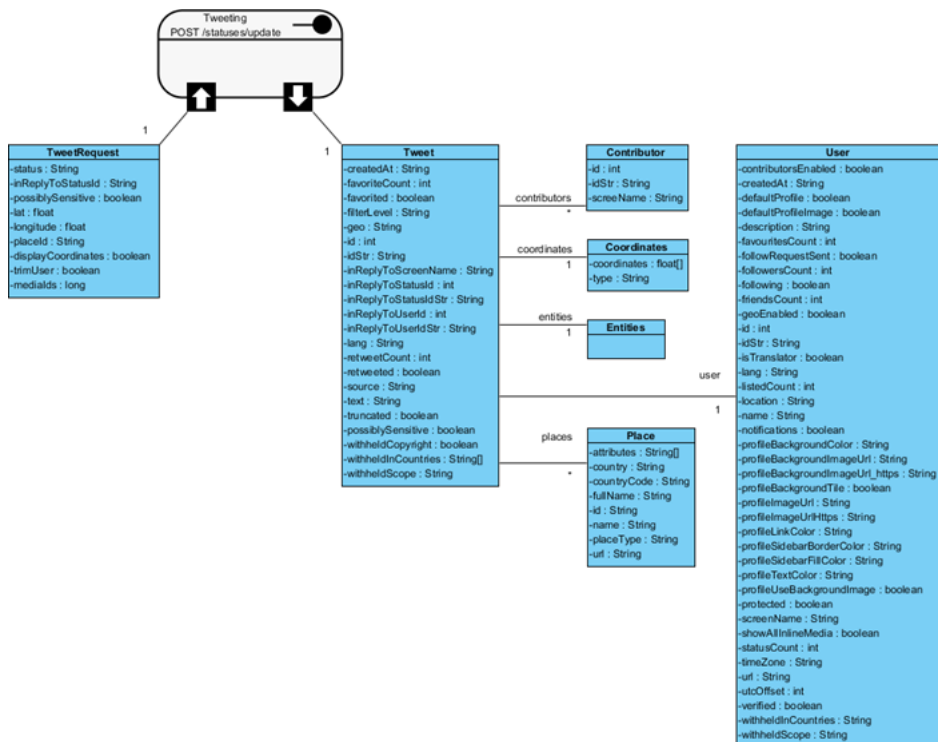 Tweeting
POST /statuses/update
1
1
TweetRequest
-status : String
-inReplyToStatusId : String
-possiblySensitive : boolean
-lat : float
-longitude : float
-placeId : String
-displayCoordinates : boolean
-trimUser : boolean
-mediaIds : long
Tweet
-createdAt : String
-favoriteCount : int
-favorited : boolean
-filterLevel : String
-geo : String
-id : int
-idStr : String
-inReplyToScreenName : String
-inReplyToStatusId : int
-inReplyToStatusIdStr : String
-inReplyToUserId : int
-inReplyToUserIdStr : String
-lang : String
-retweetCount : int
-retweeted : boolean
-source : String
-text : String
-truncated : boolean
-possiblySensitive : boolean
-withheldCopyright : boolean
-withheldInCountries : String[]
-withheldScope : String
contributors
*
Contributor
-id : int
-idStr : String
-screeName : String
coordinates
1
Coordinates
-coordinates : float[]
-type : String
entities
1
Entities
user
1
places
*
Place
-attributes : String[]
-country : String
-countryCode : String
-fullName : String
-id : String
-name : String
-placeType : String
-url : String
User
-contributorsEnabled : boolean
-createdAt : String
-defaultProfile : boolean
-defaultProfileImage : boolean
-description : String
-favouritesCount : int
-followRequestSent : boolean
-followersCount : int
-following : boolean
-friendsCount : int
-geoEnabled : boolean
-id : int
-idStr : String
-isTranslator : boolean
-lang : String
-listedCount : int
-location : String
-name : String
-notifications : boolean
-profileBackgroundColor : String
-profileBackgroundImageUrl : String
-profileBackgroundImageUrl_https : String
-profileBackgroundTile : boolean
-profileImageUrl : String
-profileImageUrlHttps : String
-profileLinkColor : String
-profileSidebarBorderColor : String
-profileSidebarFillColor : String
-profileTextColor : String
-profileUseBackgroundImage : boolean
-protected : boolean
-screenName : String
-showAllInlineMedia : boolean
-statusCount : int
-timeZone : String
-url : String
-utcOffset : int
-verified : boolean
-withheldInCountries : String
-withheldScope : String